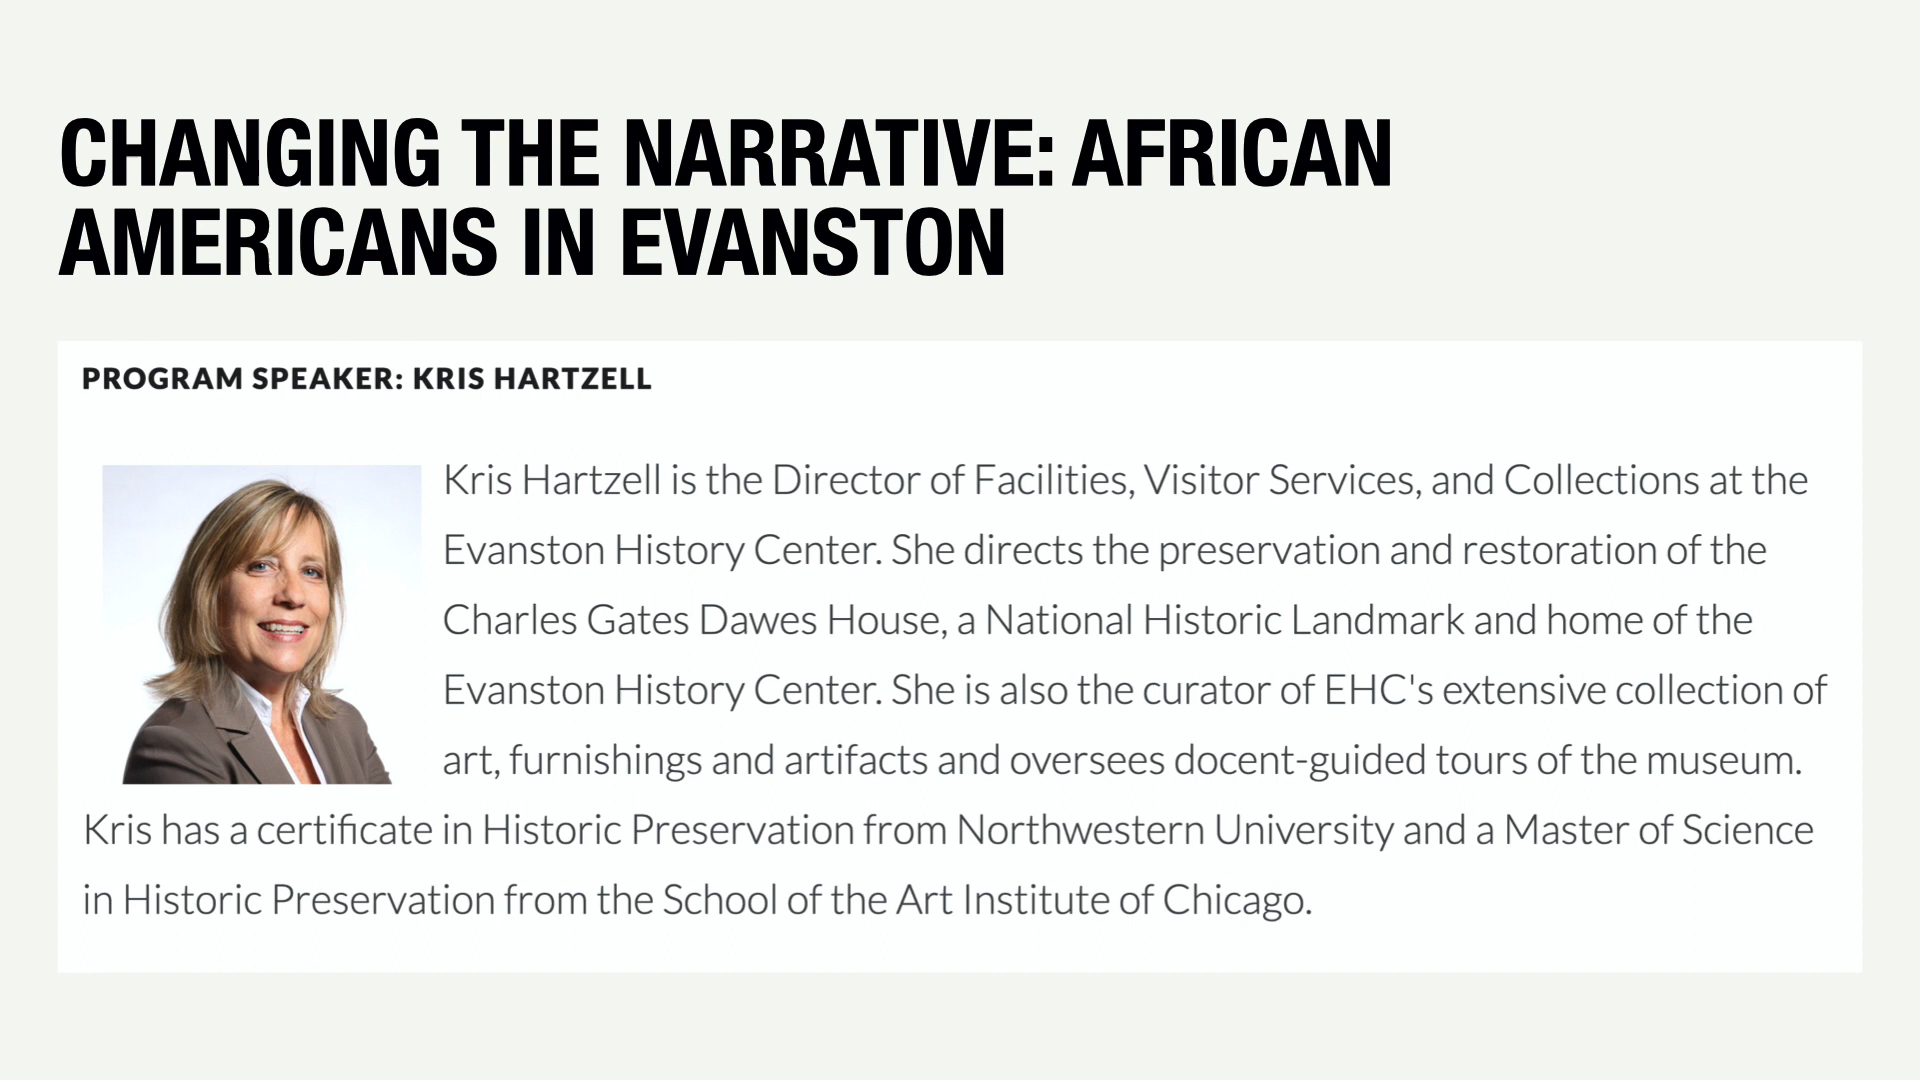 CHANGING THE NARRATIVE: AFRICAN
AMERICANS IN EVANSTON
PROGRAM SPEAKER: KRIS HARTZELL
Kris Hartzell is the Director of Facilities, Visitor Services, and Collections at the
Evanston History Center. She directs the preservation and restoration of the
Charles Gates Dawes House, a National Historic Landmark and home of the
Evanston History Center. She is also the curator of EHC's extensive collection of
art, furnishings and artifacts and oversees docent-guided tours of the museum.
Kris has a certificate in Historic Preservation from Northwestern University and a Master of Science
in Historic Preservation from the School of the Art Institute of Chicago.